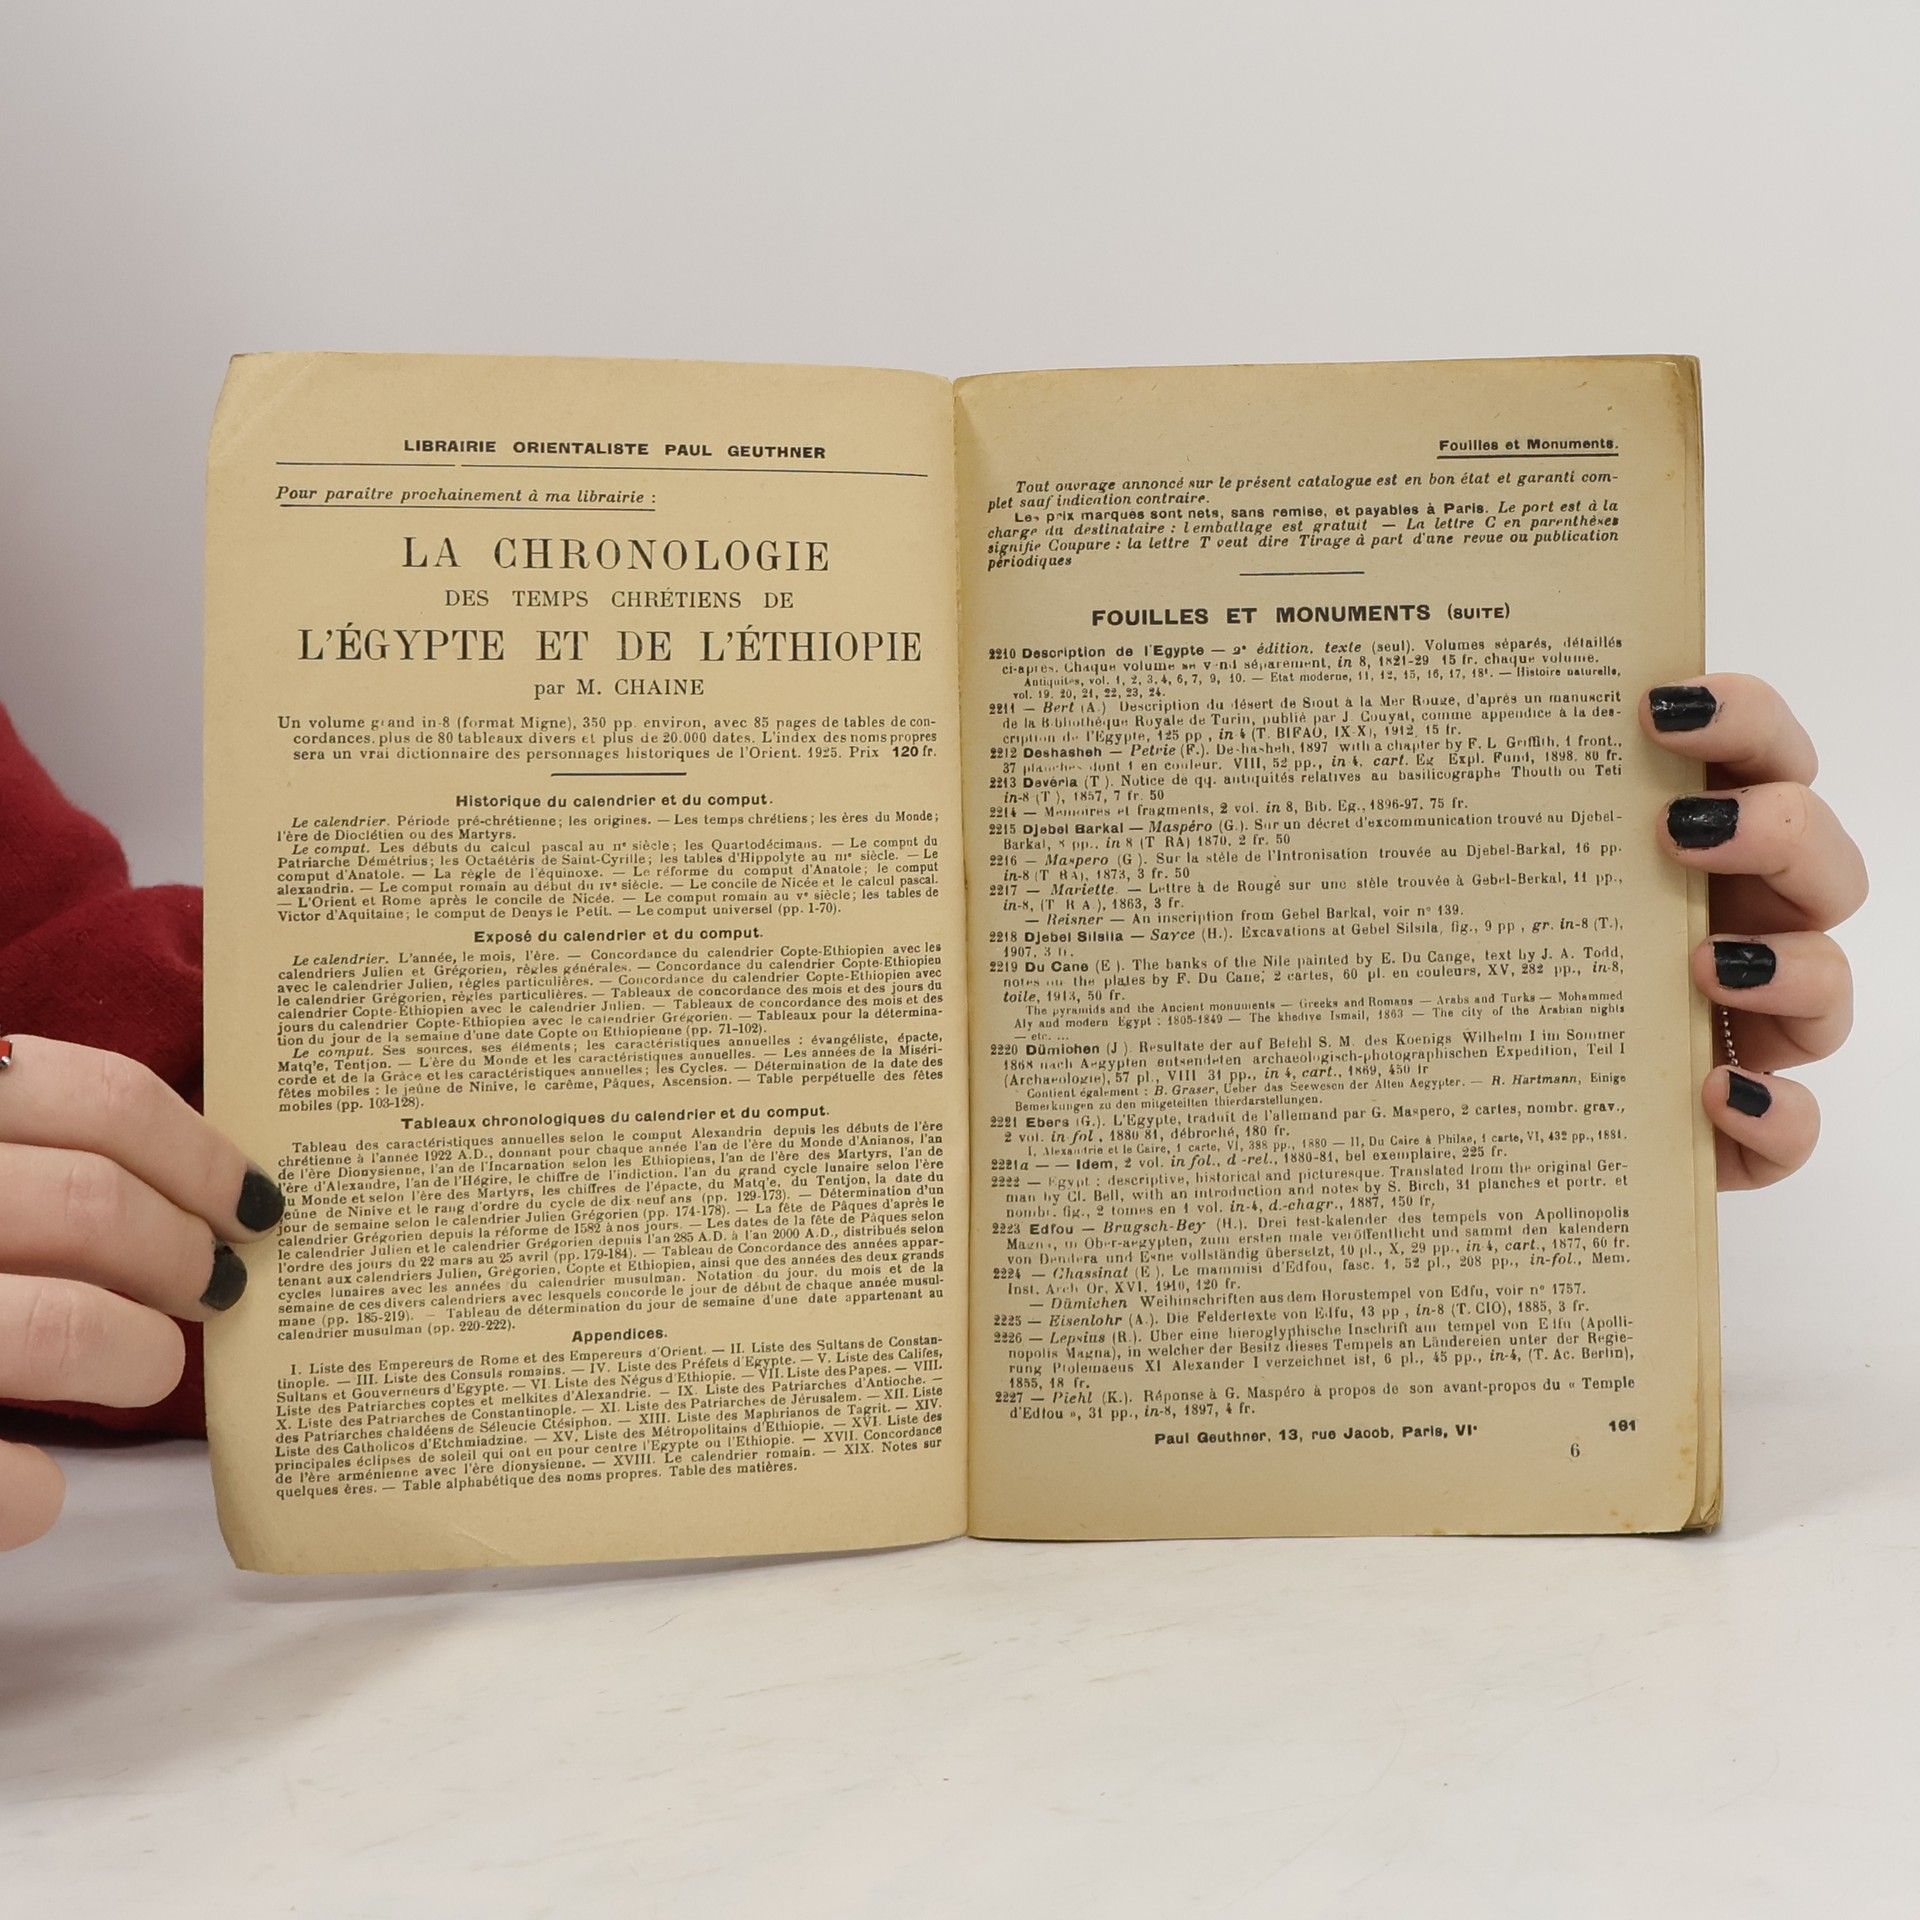 LIBRAIRIE ORIENTALISTE PAUL GEUTHNER
Pour paraître prochainement à ma librairie :
LA CHRONOLOGIE
DES TEMPS CHRÉTIENS DE
L'ÉGYPTE ET DE L'ÉTHIOPIE
par M. CHAINE
Un volume grand in-8 (format Migne), 350 pp. environ, avec 85 pages de tables de con-
cordances, plus de 80 tableaux divers et plus de 20.000 dates. L'index des noms propres
sera un vrai dictionnaire des personnages historiques de l'Orient. 1925. Prix 120 fr.
Historique du calendrier et du comput.
Le calendrier. Période pré-chrétienne; les origines. — Les temps chrétiens; les ères du Monde;
l'ère de Dioclétien ou des Martyrs.
Le comput. Les débuts du calcul pascal au IIe siècle; les Quartodécimans. — Le comput du
Patriarche Démétrius; les Octaétéris de Saint-Cyrille; les tables d'Hippolyte au IIIe siècle. — Le
comput d'Anatole. — La règle de l'équinoxe. — Le réforme du comput d'Anatole; le comput
alexandrin. — Le comput romain au début du IVe siècle. — Le concile de Nicée et le calcul pascal.
— L'Orient et Rome après le concile de Nicée. — Le comput romain au Ve siècle; les tables de
Victor d'Aquitaine; le comput de Denys le Petit. — Le comput universel (pp. 1-70).
Exposé du calendrier et du comput.
Le calendrier. L'année, le mois, l'ère. — Concordance du calendrier Copte-Ethiopien avec les
calendriers Julien et Grégorien, règles générales. — Concordance du calendrier Copte-Ethiopien
avec le calendrier Julien, règles particulières. — Concordance du calendrier Copte-Ethiopien avec
le calendrier Grégorien, règles particulières. — Tableaux de concordance des mois et des jours du
calendrier Copte-Ethiopien avec le calendrier Julien. — Tableaux de concordance des mois et des
jours du calendrier Copte-Ethiopien avec le calendrier Grégorien. — Tableaux pour la détermina-
tion du jour de la semaine d'une date Copte ou Ethiopienne (pp. 71-102).
Le comput. Ses sources, ses éléments; les caractéristiques annuelles : évangéliste, épacte,
Matq'e, Tentjon. — L'ère du Monde et les caractéristiques annuelles. — Les années de la Miséri-
corde et de la Grâce et les caractéristiques annuelles; les Cycles. — Détermination de la date des
fêtes mobiles : le jeûne de Ninive, le carême, Pâques, Ascension. — Table perpétuelle des fêtes
mobiles (pp. 103-128).
Tableaux chronologiques du calendrier et du comput.
Tableau des caractéristiques annuelles selon le comput Alexandrin depuis les débuts de l'ère
chrétienne à l'année 1922 A.D., donnant pour chaque année l'an de l'ère du Monde d'Anianos, l'an
de l'ère Dionysienne, l'an de l'Incarnation selon les Ethiopiens, l'an de l'ère des Martyrs, l'an de
l'ère d'Alexandre, l'an de l'Hégire, le chiffre de l'indiction, l'an du grand cycle lunaire selon l'ère
du Monde et selon l'ère des Martyrs, les chiffres de l'épacte, du Matq'e, du Tentjon, la date du
jeûne de Ninive et le rang d'ordre du cycle de dix neuf ans (pp. 129-173). — Détermination d'un
jour de semaine selon le calendrier Julien Grégorien (pp. 174-178). — La fête de Pâques d'après le
calendrier Grégorien depuis la réforme de 1582 à nos jours. — Les dates de la fête de Pâques selon
le calendrier Julien et le calendrier Grégorien depuis l'an 285 A.D. à l'an 2000 A.D., distribués selon
l'ordre des jours du 22 mars au 25 avril (pp. 179-184). — Tableau de Concordance des années appar-
tenant aux calendriers Julien, Grégorien, Copte et Ethiopien, ainsi que des années des deux grands
cycles lunaires avec les années du calendrier musulman. Notation du jour, du mois et de la
semaine de ces divers calendriers avec lesquels concorde le jour de début de chaque année musul-
mane (pp. 185-219). — Tableau de détermination du jour de semaine d'une date appartenant au
calendrier musulman (pp. 220-222).
Appendices.
I. Liste des Empereurs de Rome et des Empereurs d'Orient. — II. Liste des Sultans de Constan-
tinople. — III. Liste des Consuls romains. — IV. Liste des Préfets d'Egypte. — V. Liste des Califes,
Sultans et Gouverneurs d'Egypte. — VI. Liste des Négus d'Ethiopie. — VII. Liste des Papes. — VIII.
Liste des Patriarches coptes et melkites d'Alexandrie. — IX. Liste des Patriarches d'Antioche. —
X. Liste des Patriarches de Constantinople. — XI. Liste des Patriarches de Jérusalem. — XII. Liste
des Patriarches chaldéens de Séleucie Ctésiphon. — XIII. Liste des Maphrianos de Tagrit. — XIV.
Liste des Catholicos d'Etchmiadzine. — XV. Liste des Métropolitains d'Ethiopie. — XVI. Liste des
principales éclipses de soleil qui ont eu pour centre l'Egypte ou l'Ethiopie. — XVII. Concordance
de l'ère arménienne avec l'ère dionysienne. — XVIII. Le calendrier romain. — XIX. Notes sur
quelques ères. — Table alphabétique des noms propres. Table des matières.
Fouilles et Monuments.
Tout ouvrage annoncé sur le présent catalogue est en bon état et garanti com-
plet sauf indication contraire.
Les prix marqués sont nets, sans remise, et payables à Paris. Le port est à la
charge du destinataire : l'emballage est gratuit — La lettre C en parenthèses
signifie Coupure : la lettre T veut dire Tirage à part d'une revue ou publication
périodiques
FOUILLES ET MONUMENTS (SUITE)
2210 Description de l'Egypte — 2e édition, texte (seul). Volumes séparés, détaillés
ci-après. Chaque volume se vend séparément, in 8, 1821-29 15 fr. chaque volume.
Antiquités, vol. 1, 2, 3, 4, 6, 7, 9, 10. — Etat moderne, 11, 12, 15, 16, 17, 18¹. — Histoire naturelle,
vol. 19, 20, 21, 22, 23, 24.
2211 — Bert (A.) Description du désert de Siout à la Mer Rouge, d'après un manuscrit
de la Bibliothèque Royale de Turin, publié par J. Couyat, comme appendice à la des-
cription de l'Egypte, 125 pp , in 4 (T. BIFAO, IX-X), 1912, 15 fr.
2212 Deshasheh — Petrie (F.). Deshasheh, 1897 with a chapter by F. L. Griffith, 1 front.,
37 planches dont 1 en couleur. VIII, 52 pp., in 4, cart. Eg Expl. Fund, 1898. 80 fr.
2213 Devéria (T ). Notice de qq. antiquités relatives au basilicographe Thouth ou Teti
in-8 (T ), 1857, 7 fr. 50
2214 — Memoires et fragments, 2 vol. in 8, Bib. Eg., 1896-97, 75 fr.
2215 Djebel Barkal — Maspéro (G.). Sur un décret d'excommunication trouvé au Djebel-
Barkal, 8 pp., in 8 (T RA) 1870, 2 fr. 50
2216 — Maspero (G ). Sur la stèle de l'Intronisation trouvée au Djebel-Barkal, 16 pp.
in-8 (T RA), 1873, 3 fr. 50
2217 — Mariette. — Lettre à de Rougé sur une stèle trouvée à Gebel-Berkal, 11 pp.,
in-8, (T R A ), 1863, 3 fr.
— Reisner — An inscription from Gebel Barkal, voir n° 139.
2218 Djebel Silsila — Sayce (H.). Excavations at Gebel Silsila, fig., 9 pp , gr. in-8 (T.),
1907, 3 fr.
2219 Du Cane (E ). The banks of the Nile painted by E. Du Cange, text by J. A. Todd,
notes on the plates by F. Du Cane, 2 cartes, 60 pl. en couleurs, XV, 282 pp., in-8,
toile, 1913, 50 fr.
The pyramids and the Ancient monuments — Greeks and Romans — Arabs and Turks — Mohammed
Aly and modern Egypt : 1805-1849 — The khedive Ismail, 1863 — The city of the Arabian nights
— etc. ...
2220 Dümichen (J ). Resultate der auf Befehl S. M. des Koenigs Wilhelm I im Sommer
1868 nach Aegypten entsendeten archaeologisch-photographischen Expedition, Teil I
(Archaeologie), 57 pl., VIII 31 pp., in 4, cart., 1869, 450 fr
Contient également : B. Graser, Ueber das Seewesen der Alten Aegypter. — R. Hartmann, Einige
Bemerkungen zu den mitgeteilten thierdarstellungen.
2221 Ebers (G.). L'Egypte, traduit de l'allemand par G. Maspero, 2 cartes, nombr. grav.,
2 vol. in fol , 1880 81, débroché, 180 fr.
I, Alexandrie et le Caire, 1 carte, VI, 388 pp., 1880 — II, Du Caire à Philae, 1 carte, VI, 432 pp., 1881.
2221a — — Idem, 2 vol. in fol., d -rel., 1880-81, bel exemplaire, 225 fr.
2222 — Egypt : descriptive, historical and picturesque. Translated from the original Ger-
man by Cl. Bell, with an introduction and notes by S. Birch, 31 planches et portr. et
nombr. fig., 2 tomes en 1 vol. in-4, d.-chagr., 1887, 150 fr,
2223 Edfou — Brugsch-Bey (H.). Drei fest-kalender des tempels von Apollinopolis
Magna, in Ober-aegypten, zum ersten male veröffentlicht und sammt den kalendern
von Dendera und Esne vollständig übersetzt, 10 pl., X, 29 pp., in 4, cart., 1877, 60 fr.
2224 — Chassinat (E ). Le mammisi d'Edfou, fasc. 1, 52 pl., 208 pp., in-fol., Mem.
Inst. Arch Or, XVI, 1910, 120 fr.
— Dümichen Weihinschriften aus dem Horustempel von Edfu, voir n° 1757.
2225 — Eisenlohr (A.). Die Feldertexte von Edfu, 13 pp , in-8 (T. CIO), 1885, 3 fr.
2226 — Lepsius (R.). Uber eine hieroglyphische Inschrift am tempel von Edfu (Apolli-
nopolis Magna), in welcher der Besitz dieses Tempels an Ländereien unter der Regie-
rung Ptolemaeus XI Alexander I verzeichnet ist, 6 pl., 45 pp., in-4, (T. Ac. Berlin),
1855, 18 fr.
2227 — Piehl (K.). Réponse à G. Maspéro à propos de son avant-propos du « Temple
d'Edfou », 31 pp., in-8, 1897, 4 fr.
Paul Geuthner, 13, rue Jacob, Paris, VIe
161
6